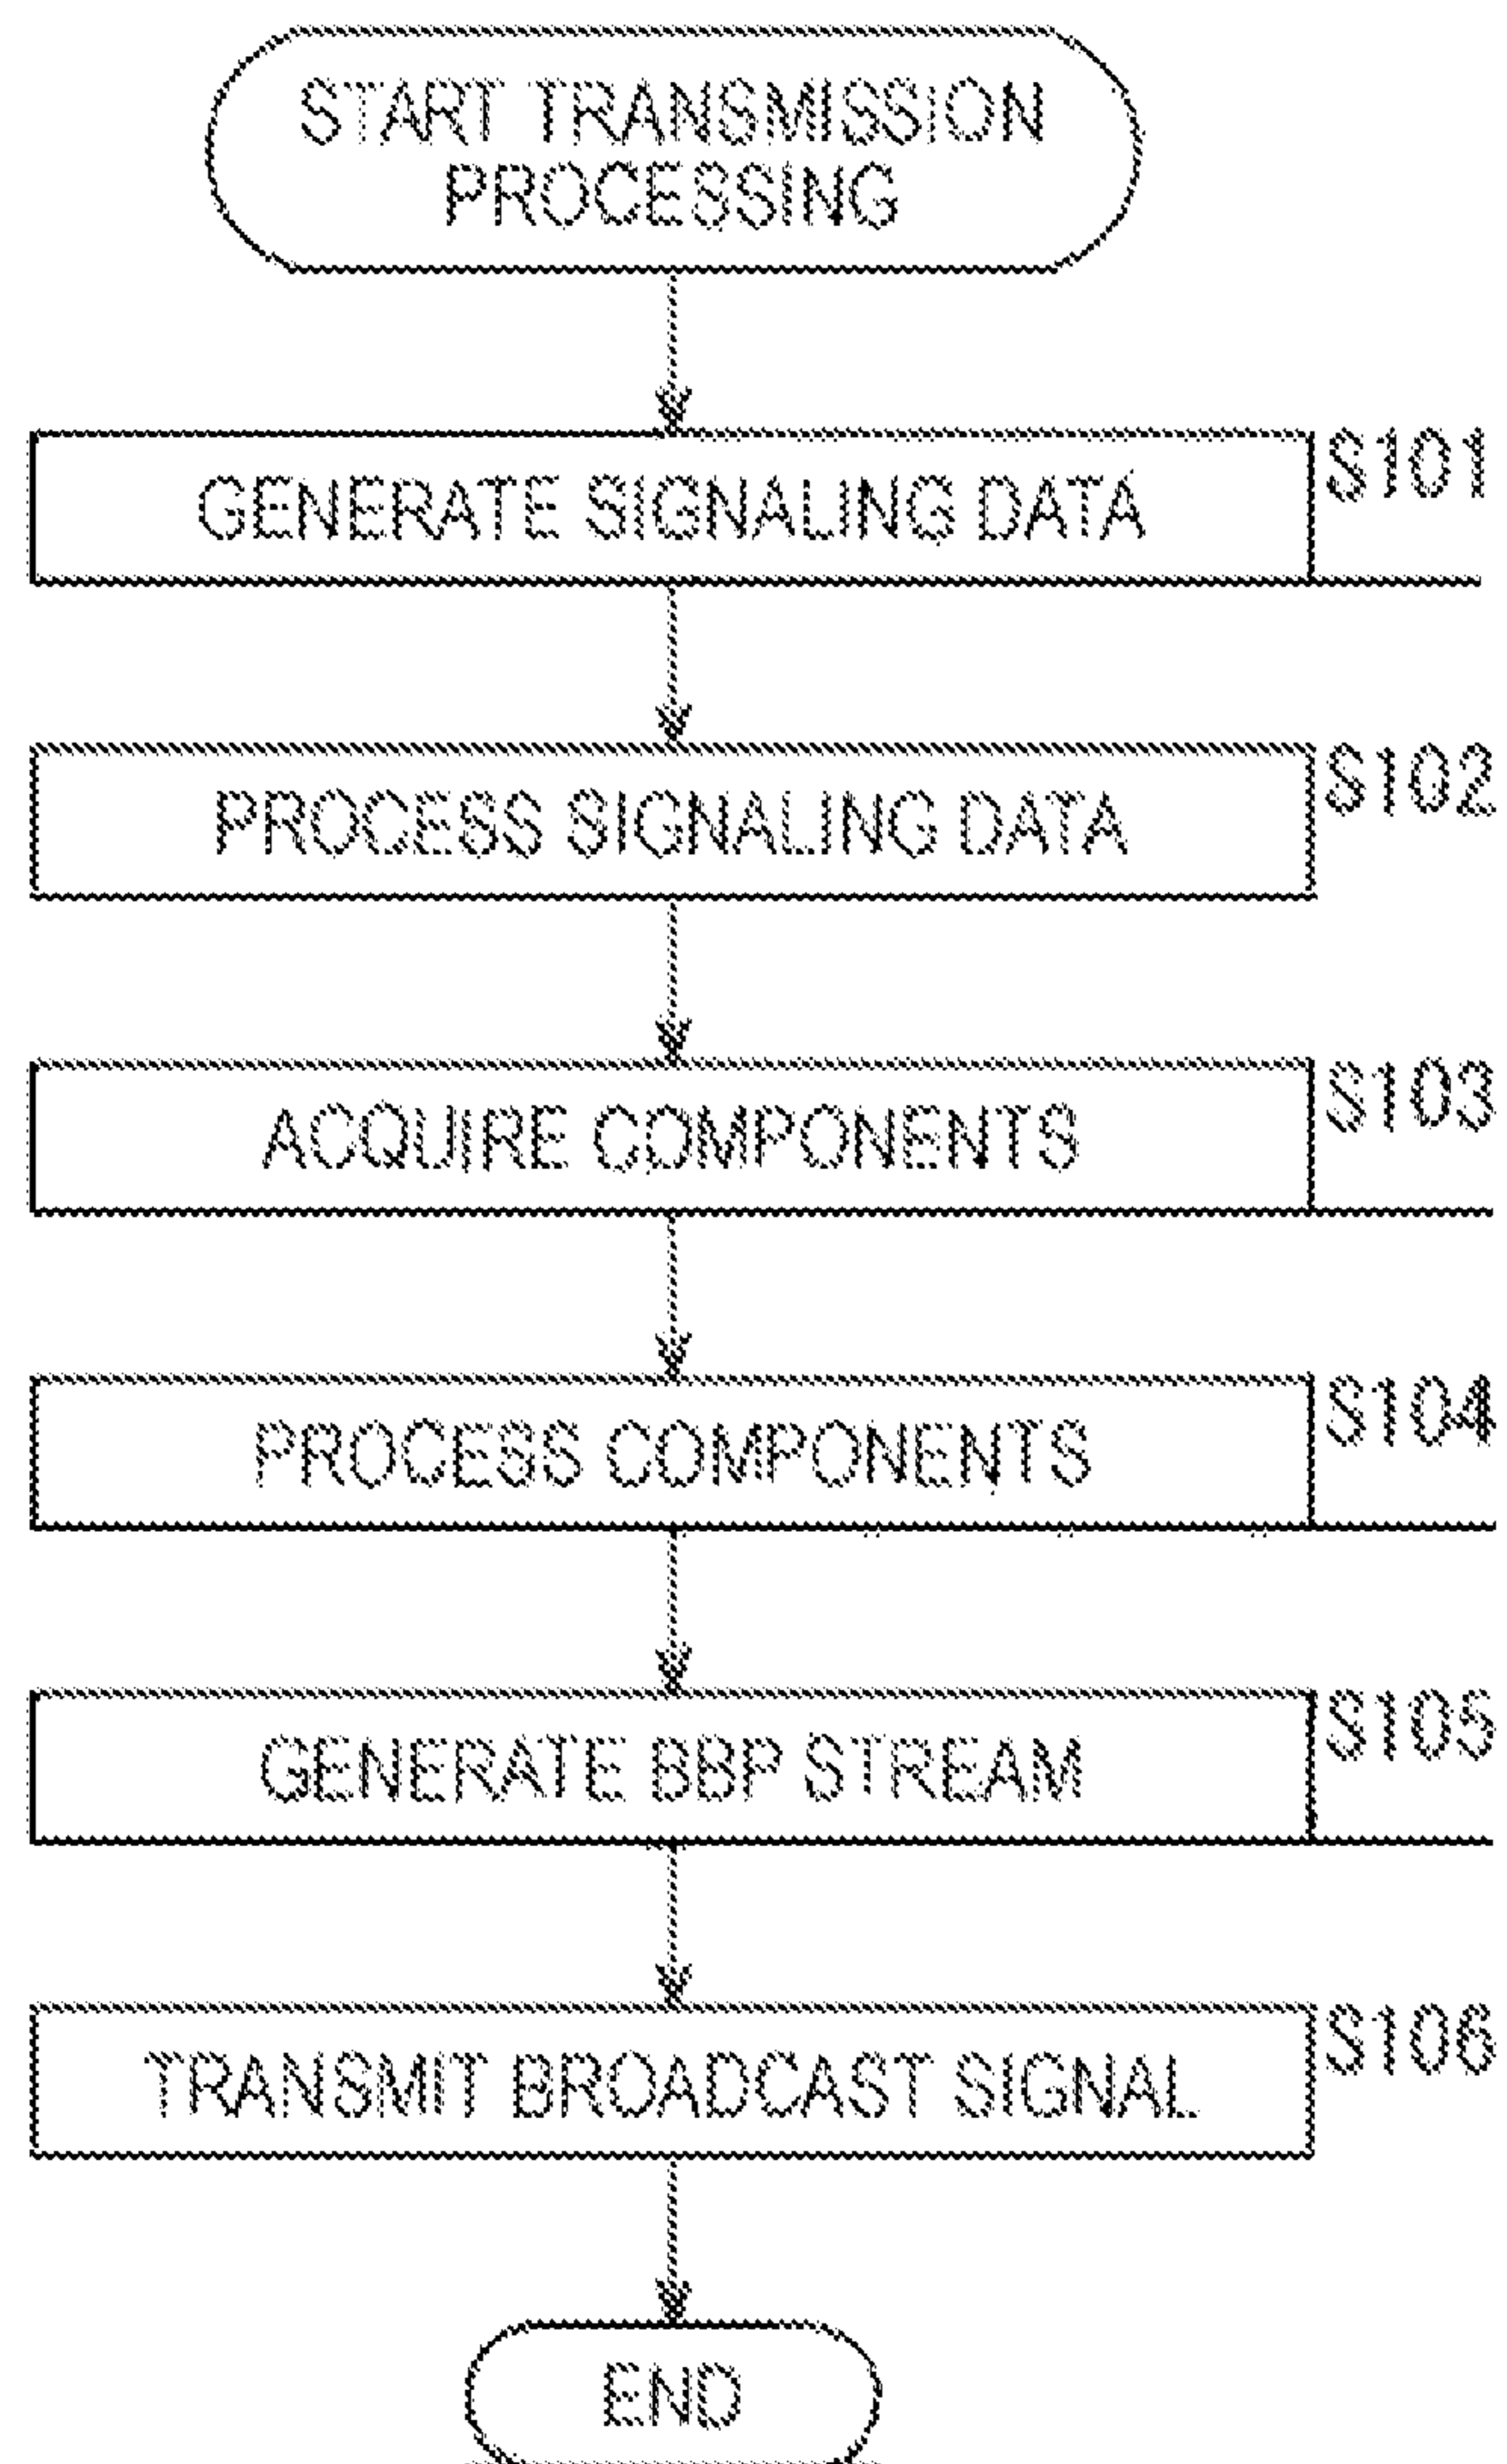 START TRANSMISSION
PROCESSING
GENERATE SIGNALING DATA
S101
PROCESS SIGNALING DATA
S102
ACQUIRE COMPONENTS
S103
PROCESS COMPONENTS
S104
GENERATE BBP STREAM
S105
TRANSMIT BROADCAST SIGNAL
S106
END